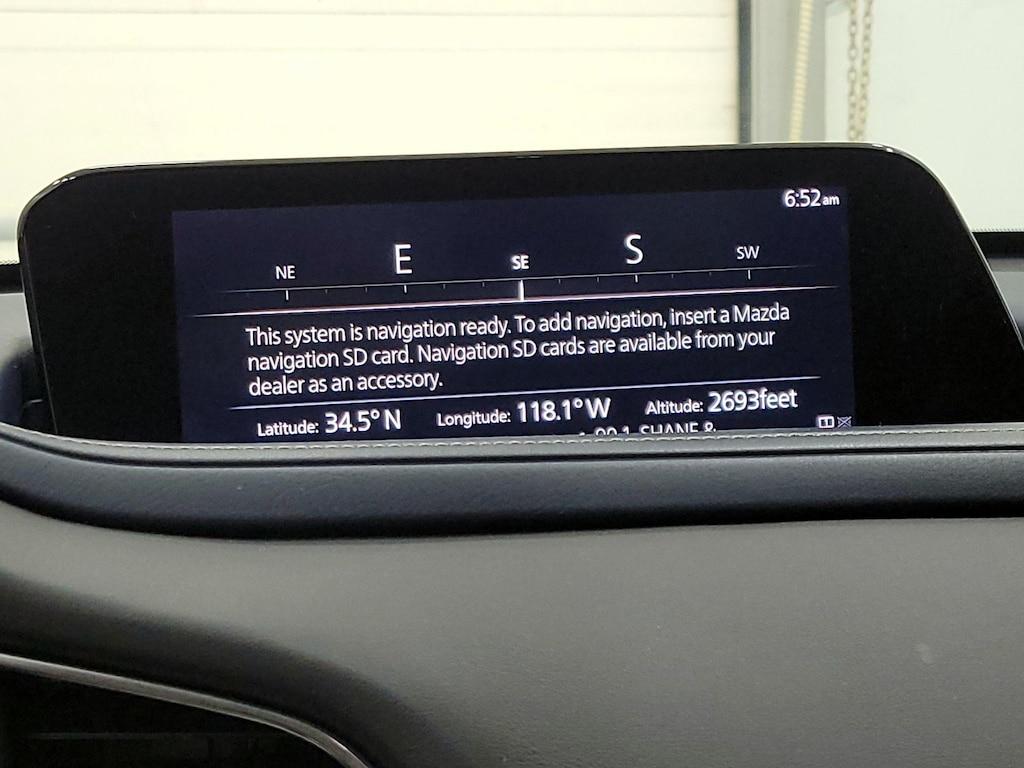 6:52am
NE E SE S SW
This system is navigation ready. To add navigation, insert a Mazda
navigation SD card. Navigation SD cards are available from your
dealer as an accessory.
Latitude: 34.5°N Longitude: 118.1°W Altitude: 2693feet
SHANE &